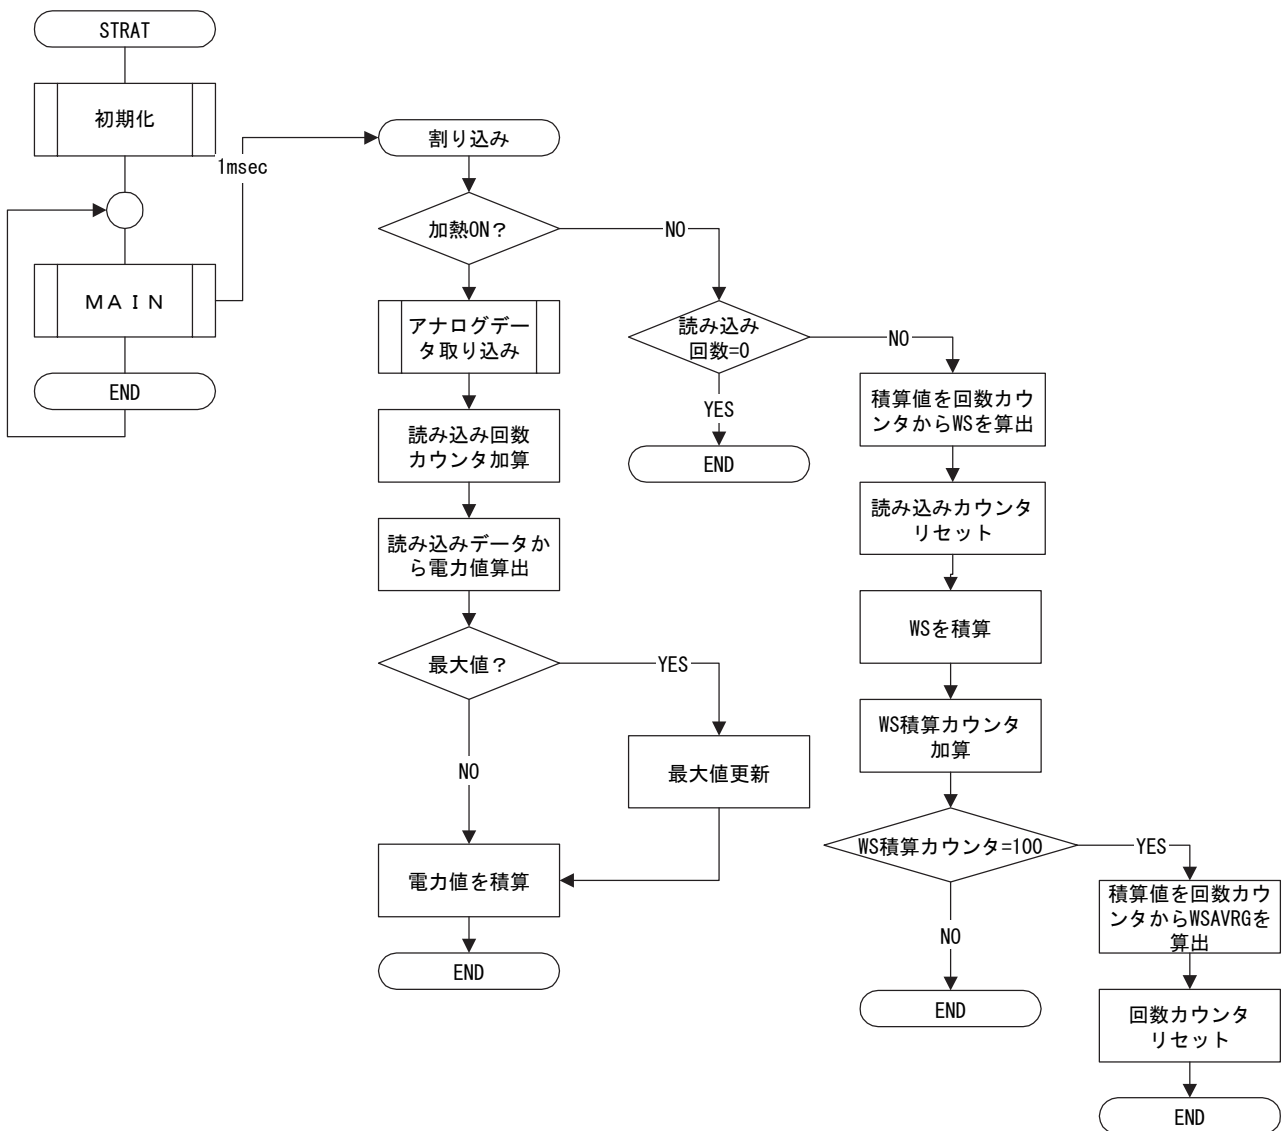 STRAT
初期化
MAIN
END
1msec
割り込み
加熱ON?
NO
アナログデー
タ取り込み
読み込み回数
カウンタ加算
読み込みデータか
ら電力値算出
最大値?
YES
NO
最大値更新
電力値を積算
END
読み込み
回数=0
YES
END
NO
積算値を回数カウ
ンタからWSを算出
読み込みカウンタ
リセット
WSを積算
WS積算カウンタ
加算
WS積算カウンタ=100
NO
END
YES
積算値を回数カウ
ンタからWSAVRGを
算出
回数カウンタ
リセット
END